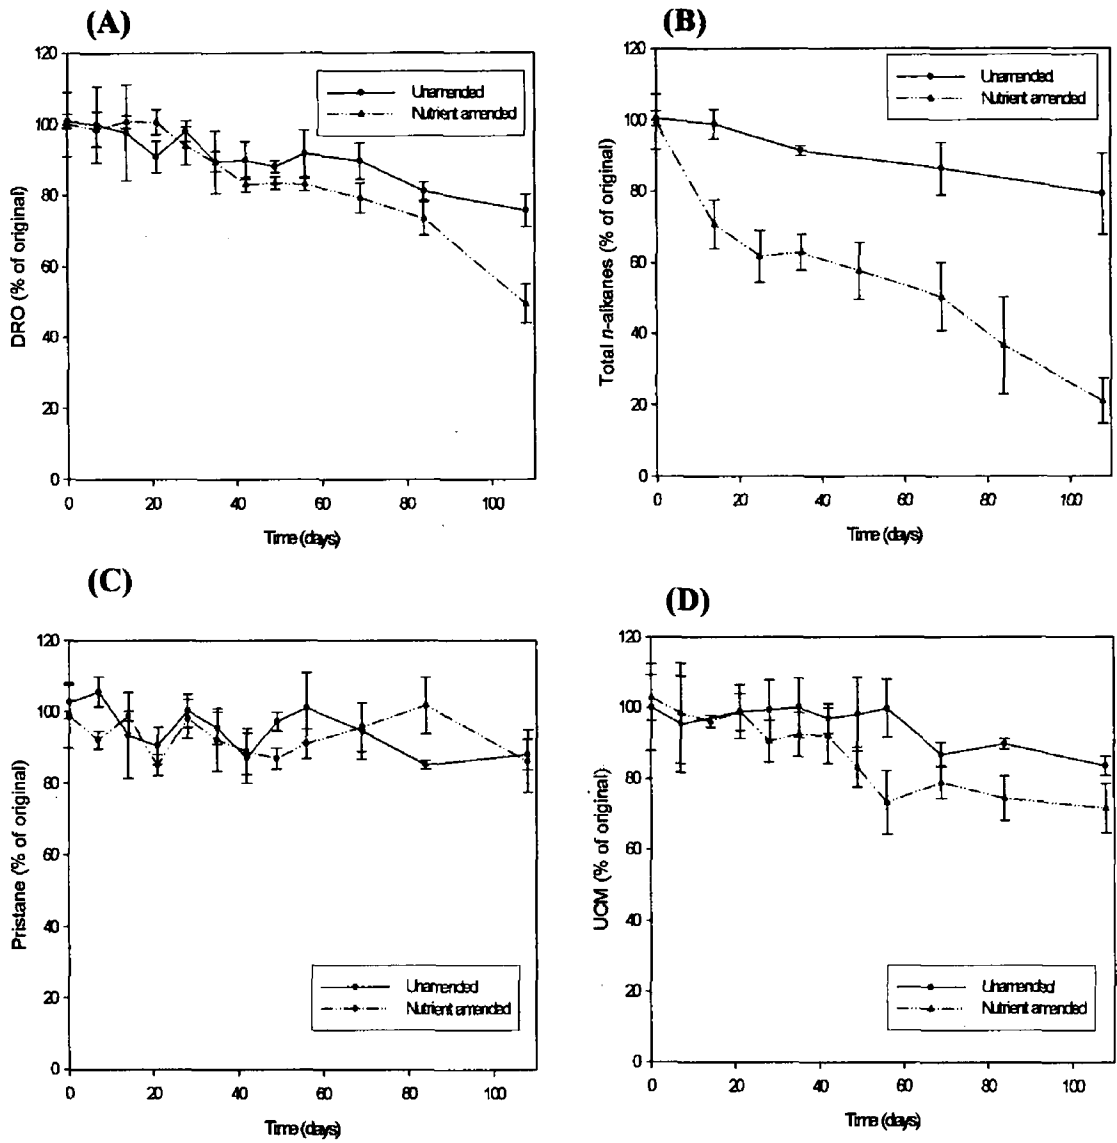 (A)
120
100
80
60
40
20
0
DRO (% of original)
Unamended
Nutrient amended
0 20 40 60 80 100
Time (days)
(B)
120
100
80
60
40
20
0
Total n-alkanes (% of original)
Unamended
Nutrient amended
0 20 40 60 80 100
Time (days)
(C)
120
100
80
60
40
20
0
Pristane (% of original)
Unamended
Nutrient amended
0 20 40 60 80 100
Time (days)
(D)
120
100
80
60
40
20
0
UCM (% of original)
Unamended
Nutrient amended
0 20 40 60 80 100
Time (days)